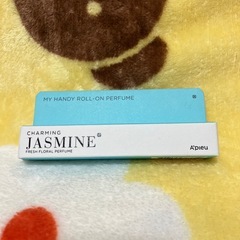 MY HANDY ROLL-ON PERFUME
CHARMING
JASMINE
FRESH FLORAL PERFUME
A'PIEU